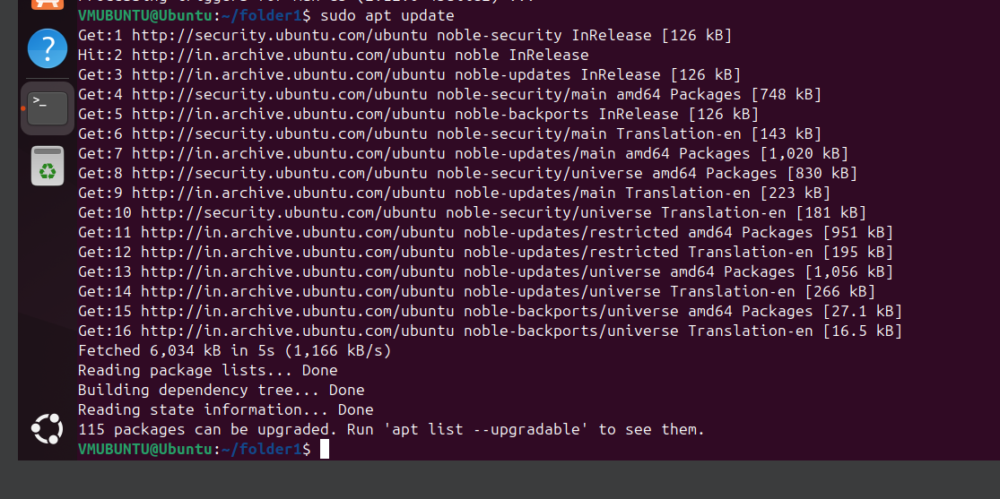 VMUBUNTU@Ubuntu:~/folder1$ sudo apt update
Get:1 http://security.ubuntu.com/ubuntu noble-security InRelease [126 kB]
Hit:2 http://in.archive.ubuntu.com/ubuntu noble InRelease
Get:3 http://in.archive.ubuntu.com/ubuntu noble-updates InRelease [126 kB]
Get:4 http://security.ubuntu.com/ubuntu noble-security/main amd64 Packages [748 kB]
Get:5 http://in.archive.ubuntu.com/ubuntu noble-backports InRelease [126 kB]
Get:6 http://security.ubuntu.com/ubuntu noble-security/main Translation-en [143 kB]
Get:7 http://in.archive.ubuntu.com/ubuntu noble-updates/main amd64 Packages [1,020 kB]
Get:8 http://security.ubuntu.com/ubuntu noble-security/universe amd64 Packages [830 kB]
Get:9 http://in.archive.ubuntu.com/ubuntu noble-updates/main Translation-en [223 kB]
Get:10 http://security.ubuntu.com/ubuntu noble-security/universe Translation-en [181 kB]
Get:11 http://in.archive.ubuntu.com/ubuntu noble-updates/restricted amd64 Packages [951 kB]
Get:12 http://in.archive.ubuntu.com/ubuntu noble-updates/restricted Translation-en [195 kB]
Get:13 http://in.archive.ubuntu.com/ubuntu noble-updates/universe amd64 Packages [1,056 kB]
Get:14 http://in.archive.ubuntu.com/ubuntu noble-updates/universe Translation-en [266 kB]
Get:15 http://in.archive.ubuntu.com/ubuntu noble-backports/universe amd64 Packages [27.1 kB]
Get:16 http://in.archive.ubuntu.com/ubuntu noble-backports/universe Translation-en [16.5 kB]
Fetched 6,034 kB in 5s (1,166 kB/s)
Reading package lists... Done
Building dependency tree... Done
Reading state information... Done
115 packages can be upgraded. Run 'apt list --upgradable' to see them.
VMUBUNTU@Ubuntu:~/folder1$